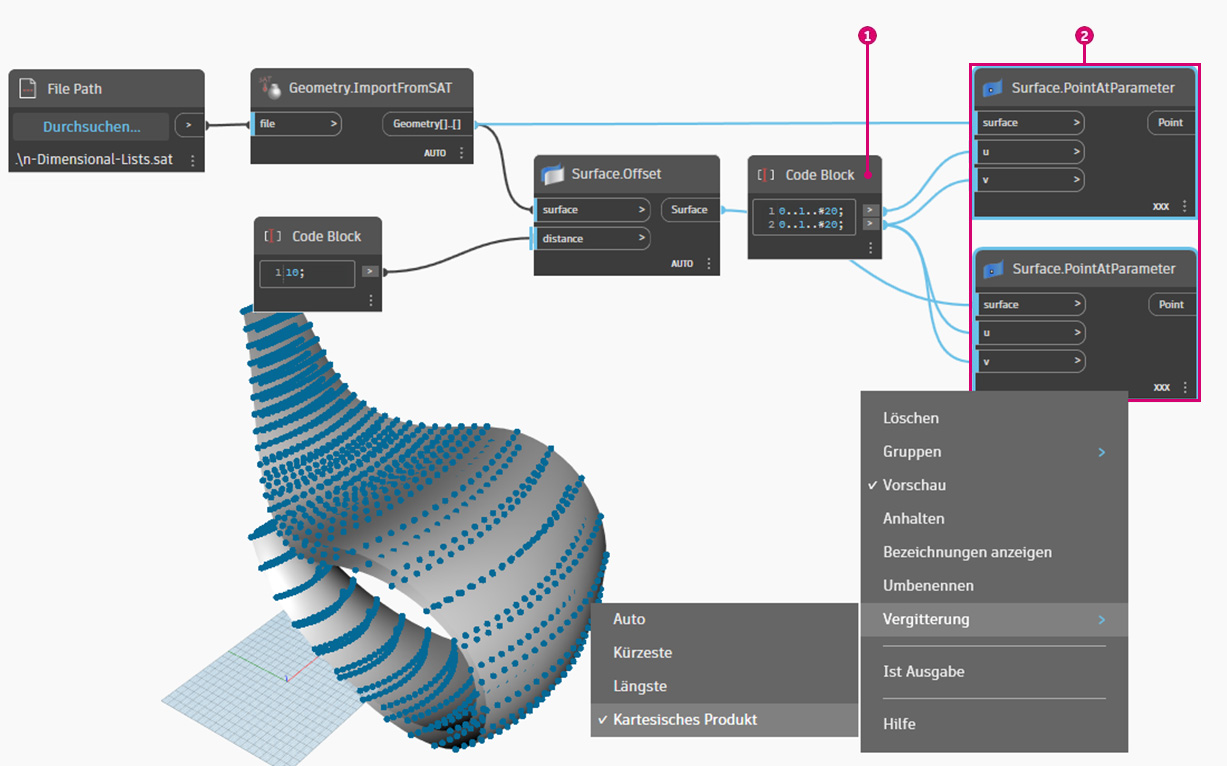 1
2
File Path
Durchsuchen...
>
.\n-Dimensional-Lists.sat
SAT
Geometry.ImportFromSAT
file >
Geometry[]..[]
AUTO
Surface.Offset
surface >
Surface
distance >
AUTO
[ ] Code Block
1 10;
>
[ ] Code Block
1 0..1..#20;
>
2 0..1..#20;
>
Surface.PointAtParameter
surface >
Point
u >
v >
XXX
Surface.PointAtParameter
surface >
Point
u >
v >
XXX
Löschen
Gruppen >
✓ Vorschau
Anhalten
Bezeichnungen anzeigen
Umbenennen
Vergitterung >
Ist Ausgabe
Hilfe
Auto
Kürzeste
Längste
✓ Kartesisches Produkt